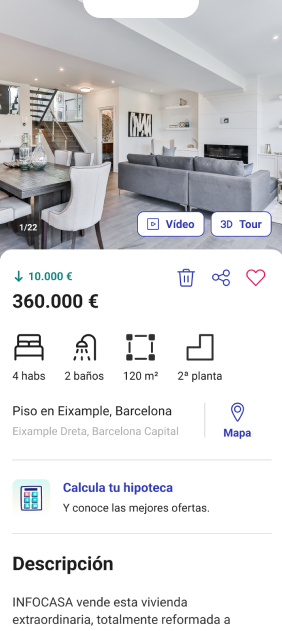 1/22
Vídeo
3D Tour
10.000 €
360.000 €
4 habs
2 baños
120 m²
2ª planta
Piso en Eixample, Barcelona
Eixample Dreta, Barcelona Capital
Mapa
Calcula tu hipoteca
Y conoce las mejores ofertas.
Descripción
INFOCASA vende esta vivienda
extraordinaria, totalmente reformada a